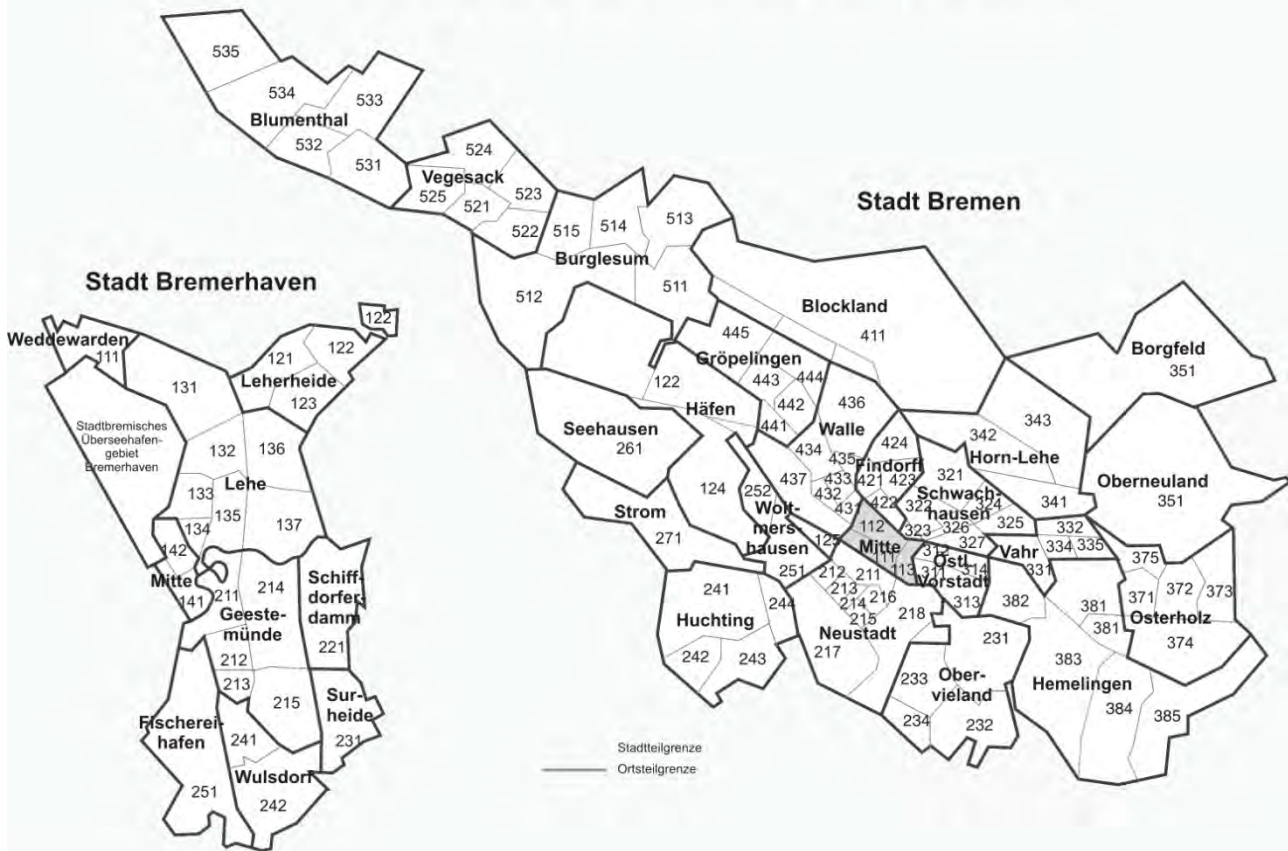 535
534
533
Blumenthal
532
531
524
Vegesack
525
523
521
522
515
514
513
Burglesum
512
511
Stadt Bremen
Blockland
411
Borgfeld
351
445
Gröpelingen
443
444
442
441
122
Häfen
436
Walle
434
435
437
433
432
431
424
Findorff
421
423
422
343
342
Horn-Lehe
341
321
Schwach-
hausen
322
324
323
326
325
327
Oberneuland
351
Seehausen
261
124
252
Strom
271
Wolt-
mers-
hausen
125
251
112
Mitte
111
113
312
Östl.
Vorstadt
311
314
313
Vahr
332
334
335
331
375
372
371
373
Osterholz
374
241
244
Huchting
242
243
212
211
213
214
216
215
218
Neustadt
217
231
233
Ober-
vieland
234
232
382
381
381
383
Hemelingen
384
385
Stadtteilgrenze
Ortsteilgrenze
Stadt Bremerhaven
Weddewarden
111
131
121
122
122
Leherheide
123
Stadtbremisches
Überseehafen-
gebiet
Bremerhaven
132
136
Lehe
133
135
134
137
142
Mitte
141
211
214
Geeste-
münde
212
213
215
Schiff-
dorfer-
damm
221
Sur-
heide
231
Fischerei-
hafen
251
241
Wulsdorf
242